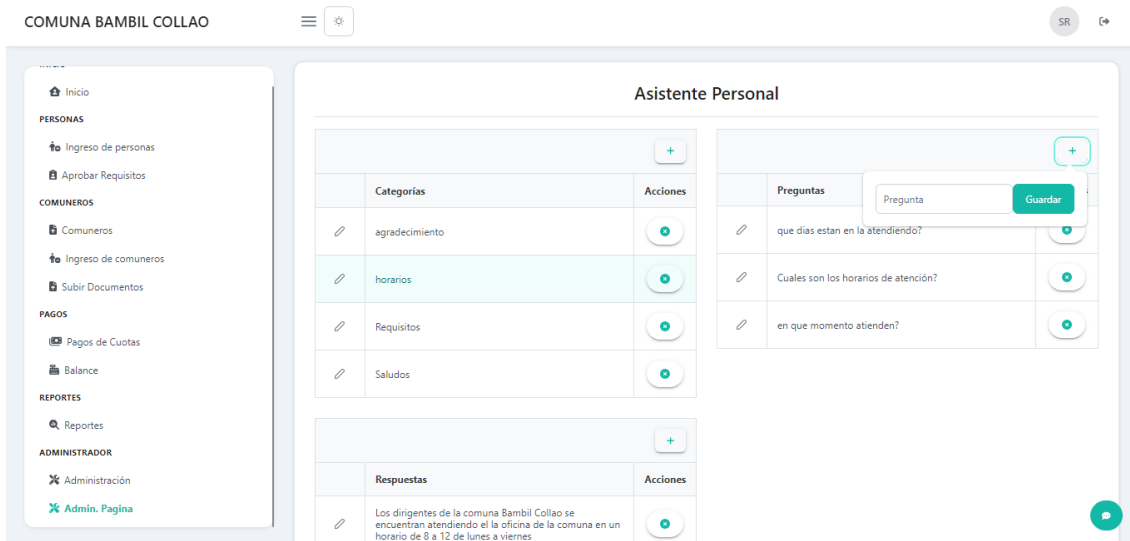 COMUNA BAMBIL COLLAO
SR
Inicio
PERSONAS
Ingreso de personas
Aprobar Requisitos
COMUNEROS
Comuneros
Ingreso de comuneros
Subir Documentos
PAGOS
Pagos de Cuotas
Balance
REPORTES
Reportes
ADMINISTRADOR
Administración
Admin. Pagina
Asistente Personal
+
Categorías
Acciones
agradecimiento
horarios
Requisitos
Saludos
+
Preguntas
Pregunta
Guardar
que dias estan en la atendiendo?
Cuales son los horarios de atención?
en que momento atienden?
+
Respuestas
Acciones
Los dirigentes de la comuna Bambil Collao se
encuentran atendiendo el la oficina de la comuna en un
horario de 8 a 12 de lunes a viernes